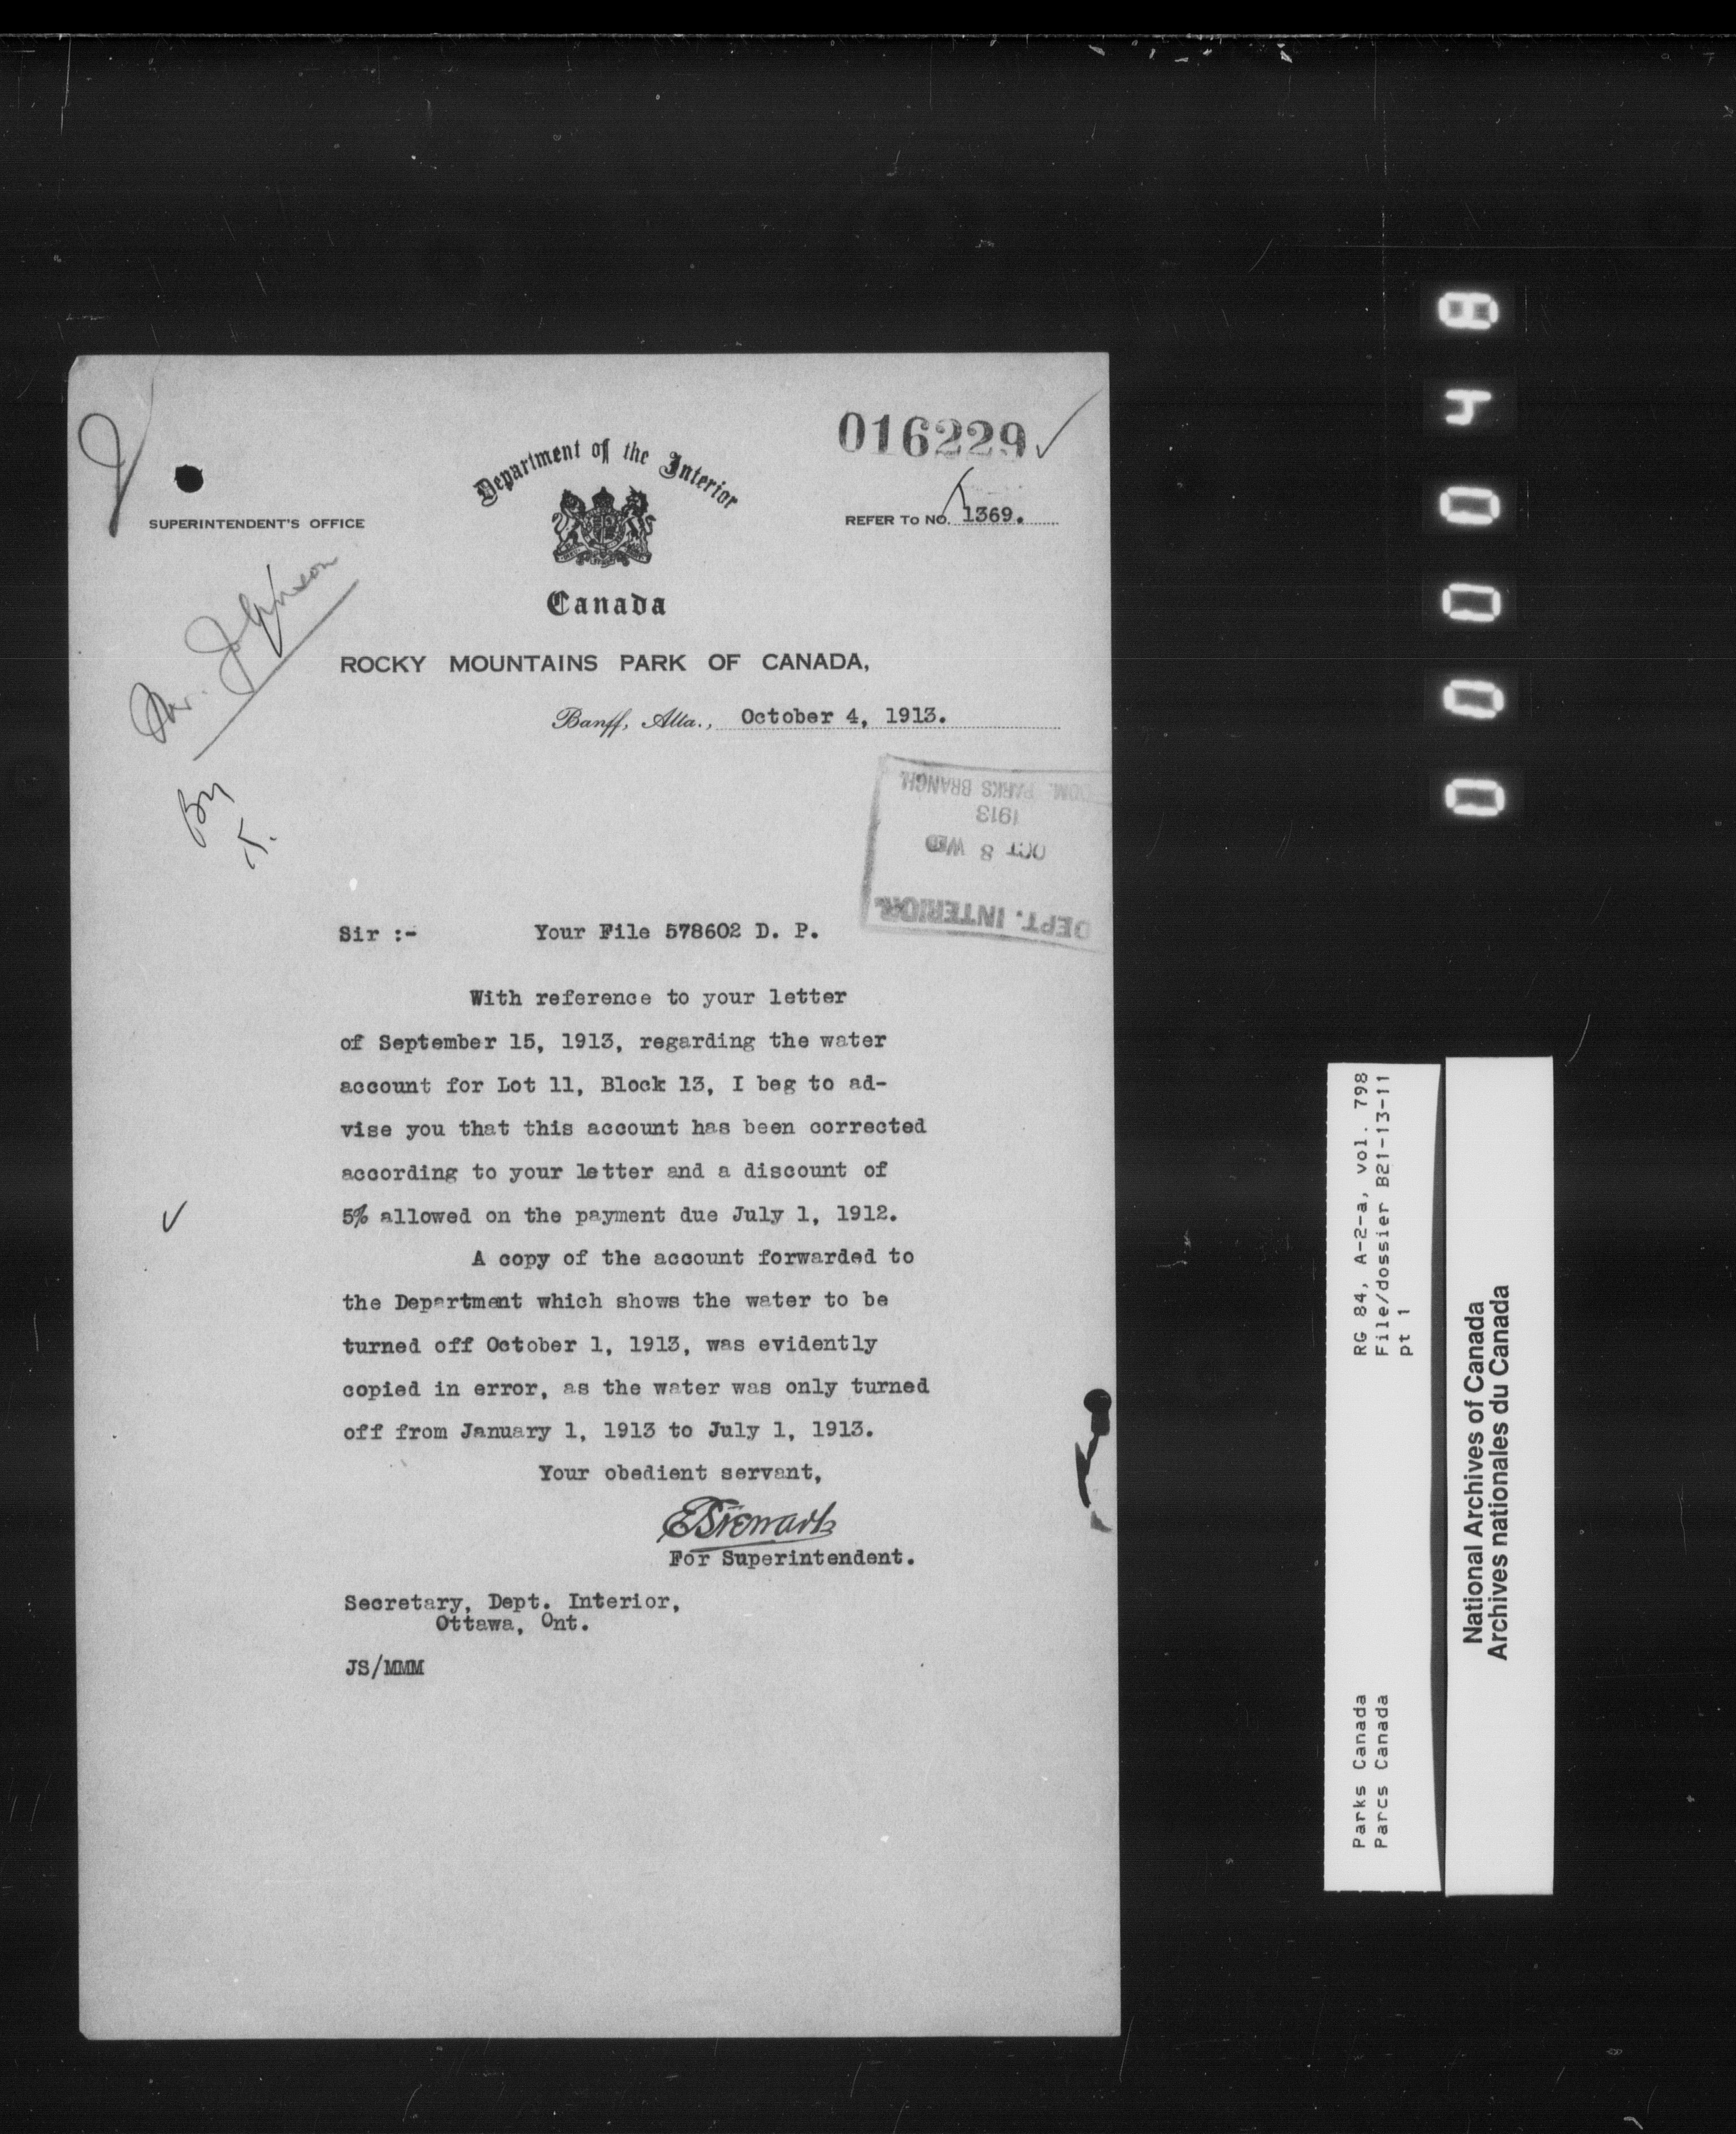 016229
Department of the Interior
SUPERINTENDENT'S OFFICE
REFER TO NO. 1369.
Canada
Mr. Johnson
ROCKY MOUNTAINS PARK OF CANADA,
Banff, Alta., October 4, 1913.
DEPT. INTERIOR.
OCT 8 WED
1913
DOM. PARKS BRANCH.
Sir :- Your File 578602 D. P.
With reference to your letter
of September 15, 1913, regarding the water
account for Lot 11, Block 13, I beg to ad-
vise you that this account has been corrected
according to your letter and a discount of
5% allowed on the payment due July 1, 1912.
A copy of the account forwarded to
the Department which shows the water to be
turned off October 1, 1913, was evidently
copied in error, as the water was only turned
off from January 1, 1913 to July 1, 1913.
Your obedient servant,
E Stewart
For Superintendent.
Secretary, Dept. Interior,
Ottawa, Ont.
JS/MMM
000048
RG 84, A-2-a, vol. 798
File/dossier B21-13-11
pt 1
Parks Canada
Parcs Canada
National Archives of Canada
Archives nationales du Canada